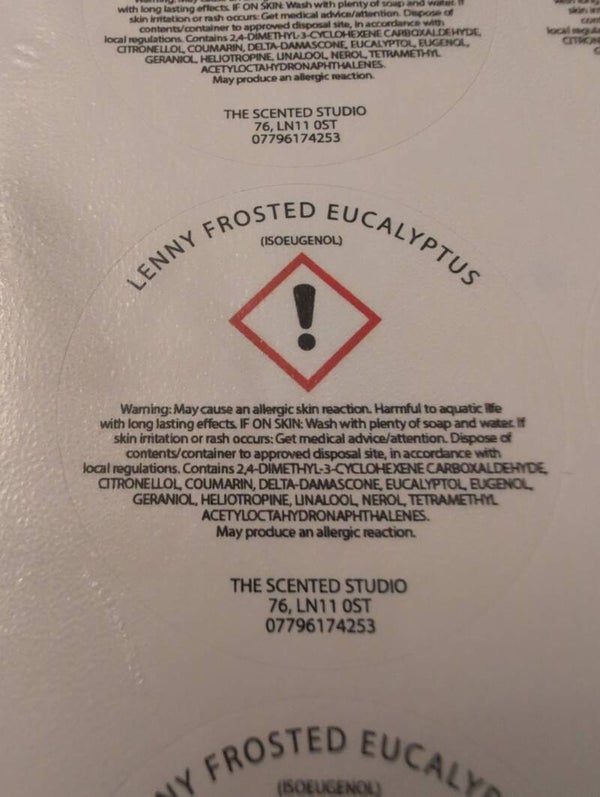 with long lasting effects. IF ON SKIN: Wash with plenty of soap and water. If
skin irritation or rash occurs: Get medical advice/attention. Dispose of
contents/container to approved disposal site, in accordance with
local regulations. Contains 2,4-DIMETHYL-3-CYCLOHEXENE CARBOXALDEHYDE,
CITRONELLOL, COUMARIN, DELTA-DAMASCONE, EUCALYPTOL, EUGENOL,
GERANIOL, HELIOTROPINE, LINALOOL, NEROL, TETRAMETHYL
ACETYLOCTAHYDRONAPHTHALENES.
May produce an allergic reaction.
THE SCENTED STUDIO
76, LN11 0ST
07796174253
LENNY FROSTED EUCALYPTUS
(ISOEUGENOL)
Warning: May cause an allergic skin reaction. Harmful to aquatic life
with long lasting effects. IF ON SKIN: Wash with plenty of soap and water. If
skin irritation or rash occurs: Get medical advice/attention. Dispose of
contents/container to approved disposal site, in accordance with
local regulations. Contains 2,4-DIMETHYL-3-CYCLOHEXENE CARBOXALDEHYDE,
CITRONELLOL, COUMARIN, DELTA-DAMASCONE, EUCALYPTOL, EUGENOL,
GERANIOL, HELIOTROPINE, LINALOOL, NEROL, TETRAMETHYL
ACETYLOCTAHYDRONAPHTHALENES.
May produce an allergic reaction.
THE SCENTED STUDIO
76, LN11 0ST
07796174253
NY FROSTED EUCALYP
(ISOEUGENOL)